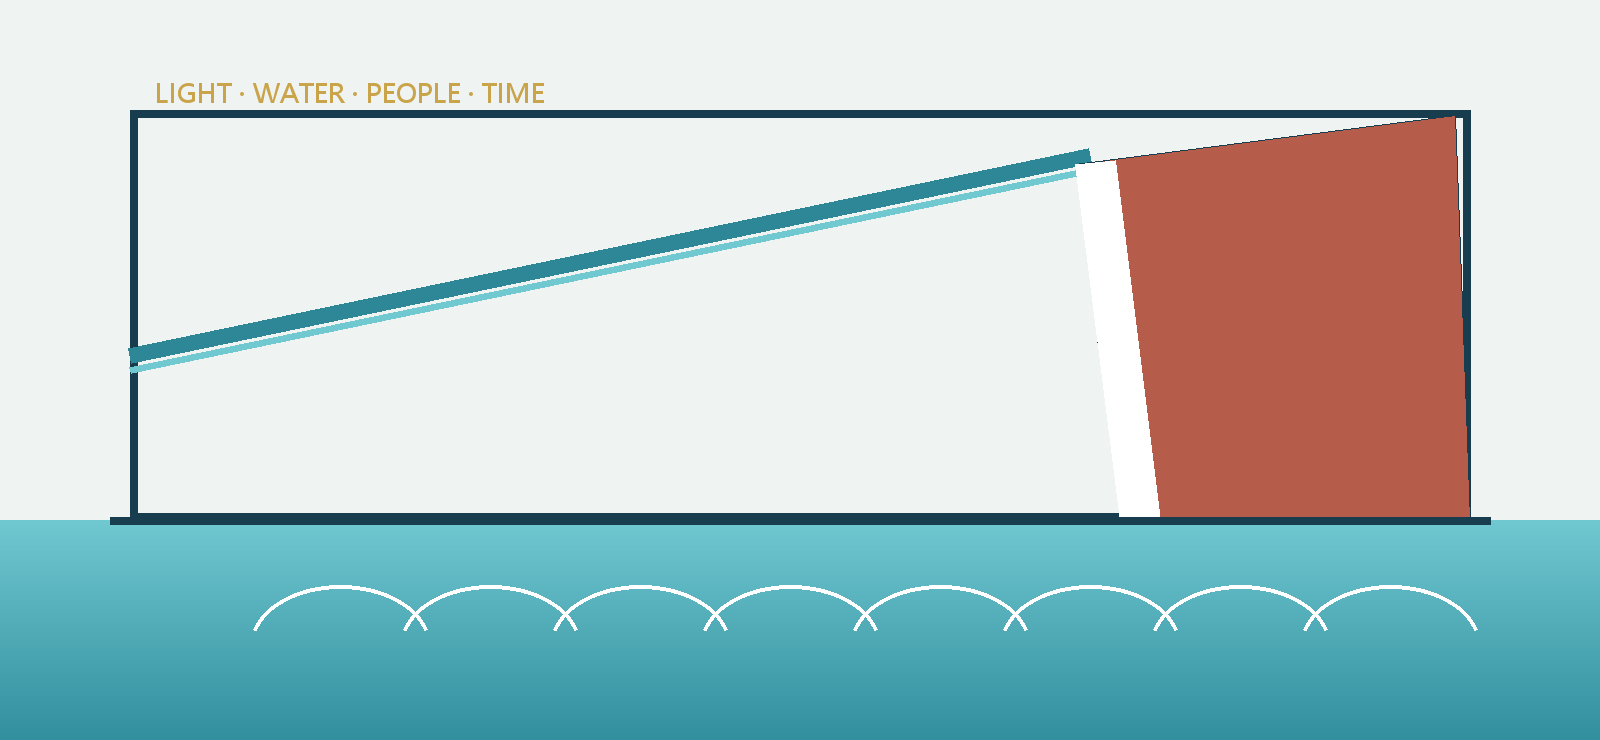 LIGHT · WATER · PEOPLE · TIME